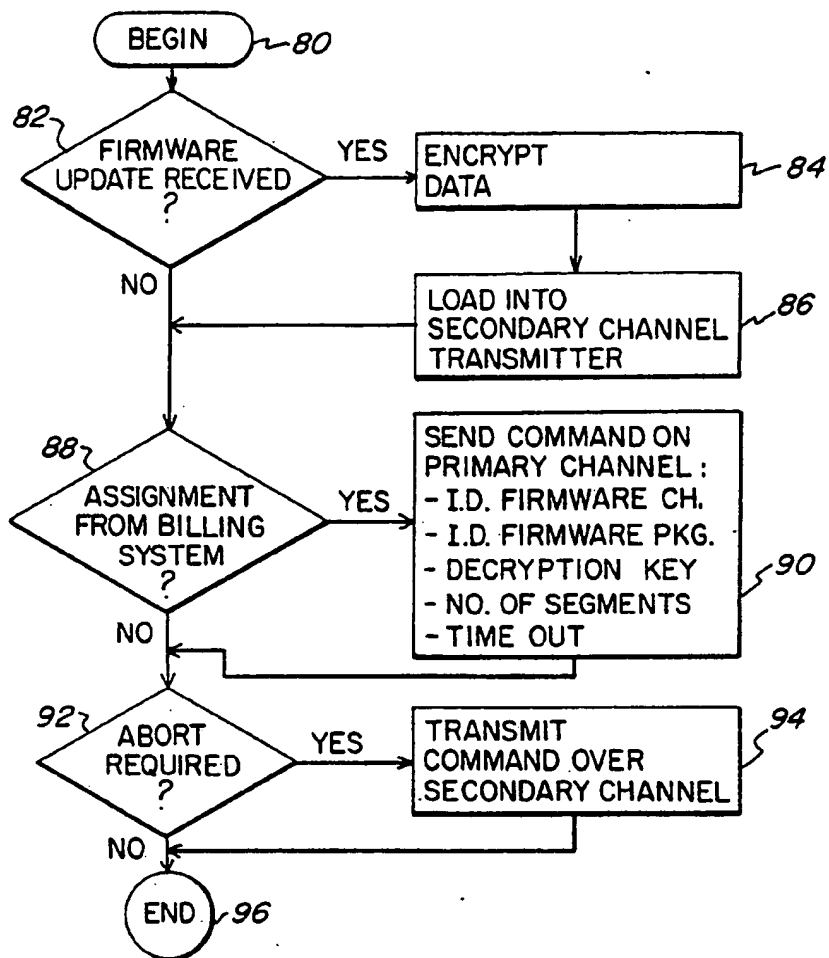 BEGIN
80
82
FIRMWARE
UPDATE RECEIVED
?
YES
ENCRYPT
DATA
84
NO
LOAD INTO
SECONDARY CHANNEL
TRANSMITTER
86
88
ASSIGNMENT
FROM BILLING
SYSTEM
?
YES
SEND COMMAND ON
PRIMARY CHANNEL :
- I.D. FIRMWARE CH.
- I.D. FIRMWARE PKG.
- DECRYPTION KEY
- NO. OF SEGMENTS
- TIME OUT
90
NO
92
ABORT
REQUIRED
?
YES
TRANSMIT
COMMAND OVER
SECONDARY CHANNEL
94
NO
END
96